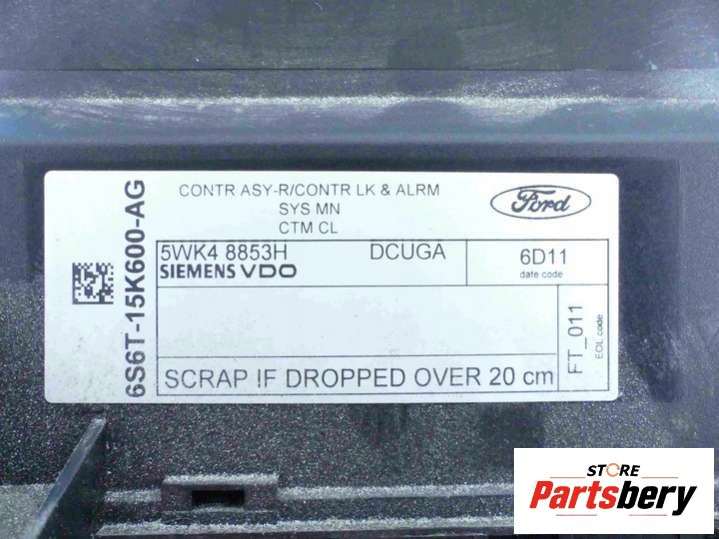 CONTR ASY-R/CONTR LK & ALRM
SYS MN
CTM CL
Ford
6S6T-15K600-AG
5WK4 8853H DCUGA
SIEMENS VDO
6D11
date code
FT_011
EOL code
SCRAP IF DROPPED OVER 20 cm
STORE
Partsbery